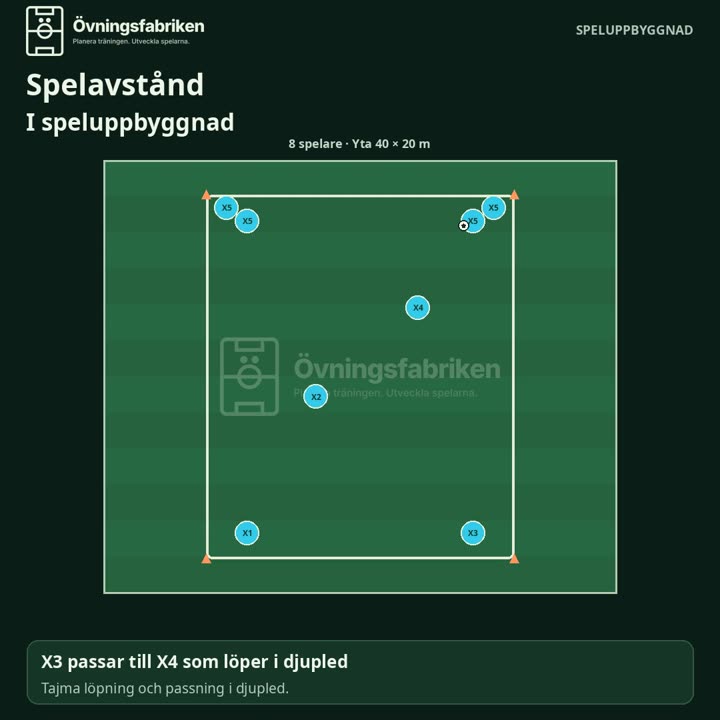 Övningsfabriken
Planera träningen. Utveckla spelarna.
SPELUPPBYGGNAD
Spelavstånd
I speluppbyggnad
8 spelare · Yta 40 × 20 m
X5
X5
X5
X5
X4
Övningsfabriken
Planera träningen. Utveckla spelarna.
X2
X1
X3
X3 passar till X4 som löper i djupled
Tajma löpning och passning i djupled.